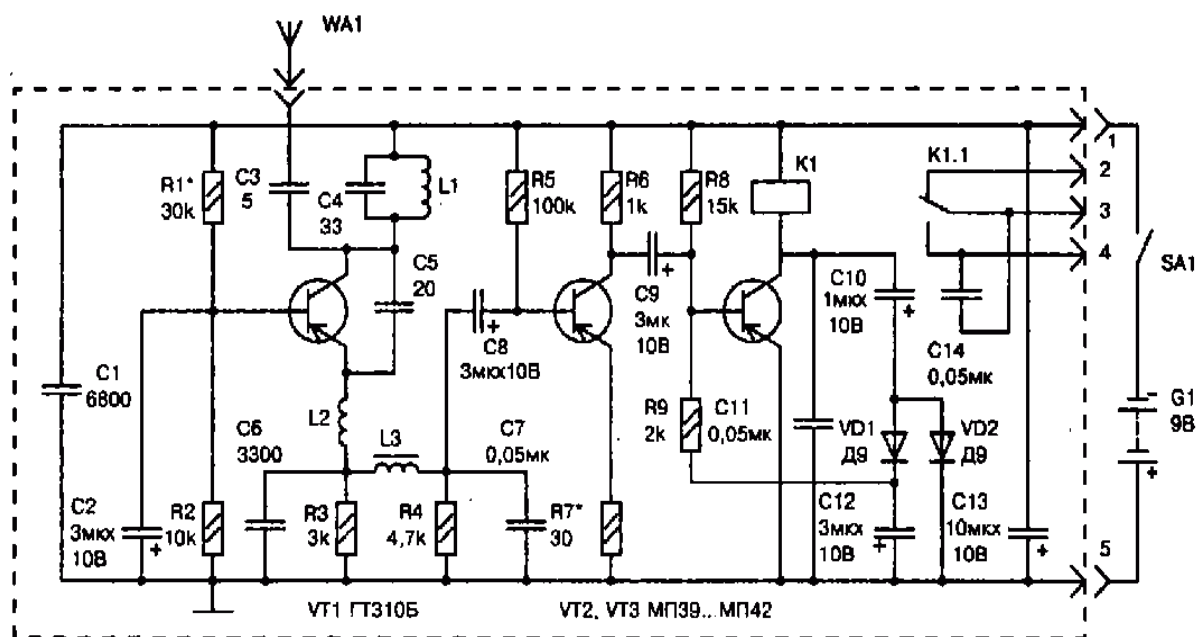 WA1
R1*
30k
C3
5
C4
33
L1
R5
100k
R6
1k
R8
15k
K1
K1.1
1
2
3
4
SA1
C5
20
C8
3мкх10В
C9
3мк
10В
C10
1мкх
10В
C14
0,05мк
C1
6800
L2
L3
C6
3300
C7
0,05мк
R9
2k
C11
0,05мк
VD1
Д9
VD2
Д9
G1
9В
C2
3мкх
10В
R2
10k
R3
3k
R4
4,7k
R7*
30
C12
3мкх
10В
C13
10мкх
10В
5
VT1 ГТ310Б
VT2, VT3 МП39...МП42